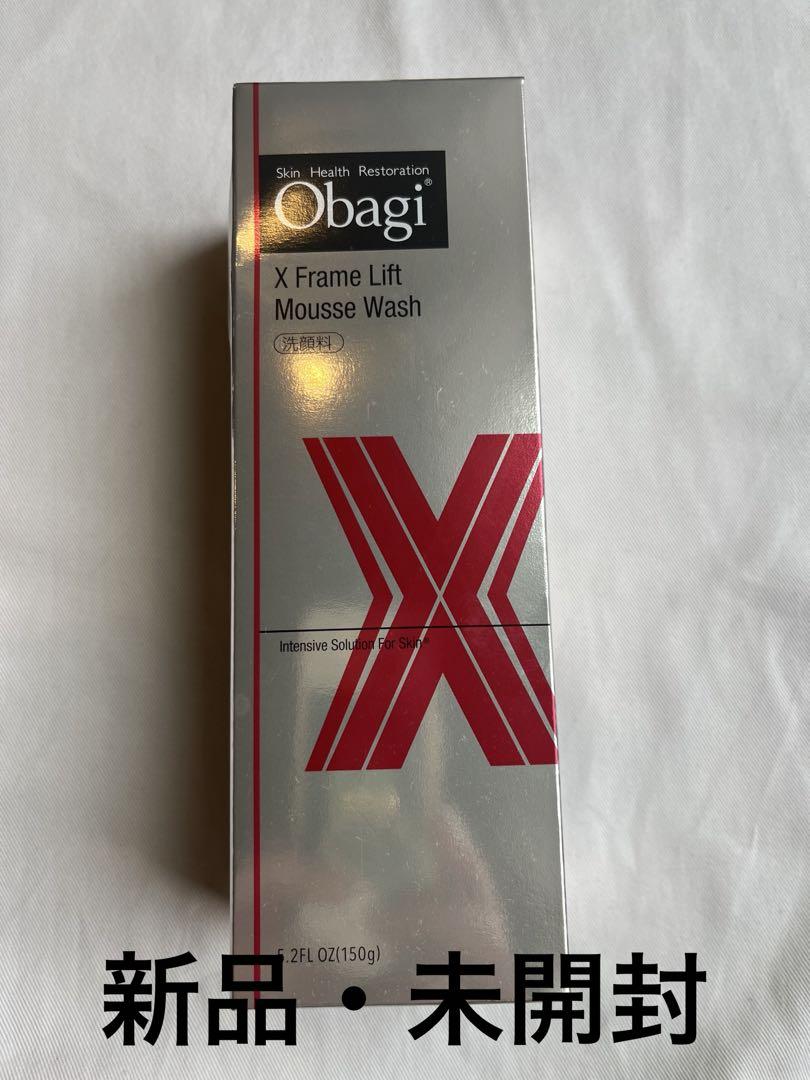 Skin Health Restoration
Obagi®
X Frame Lift
Mousse Wash
洗顔料
X
Intensive Solution For Skin®
5.2FL OZ(150g)
新品・未開封